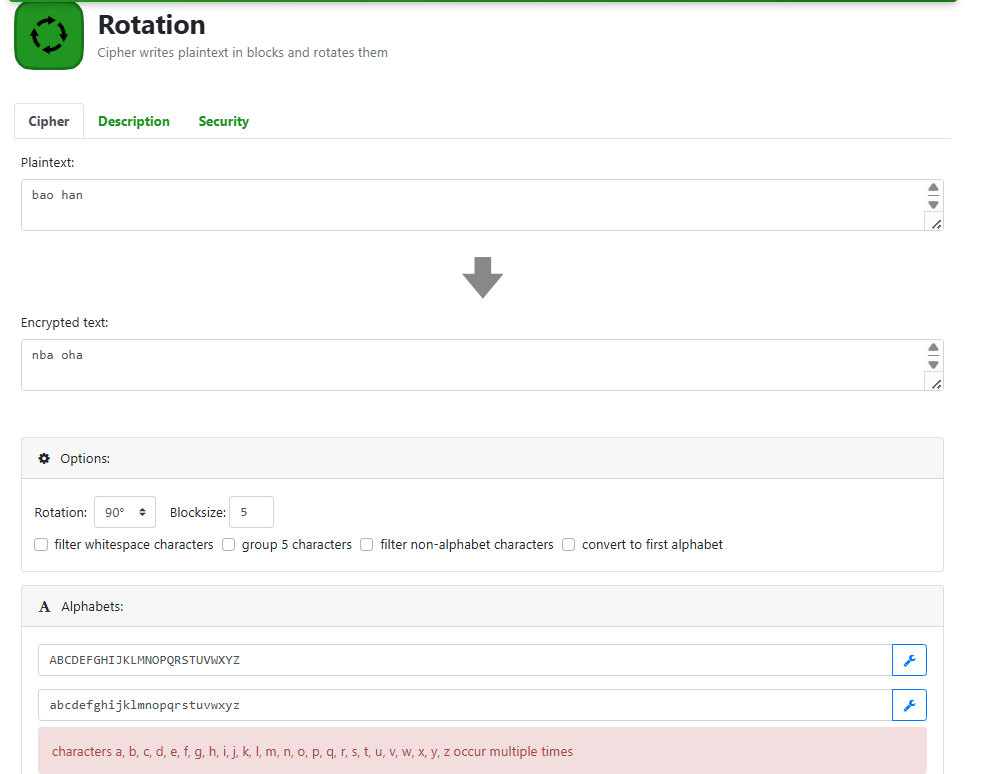 Rotation
Cipher writes plaintext in blocks and rotates them
Cipher Description Security
Plaintext:
bao han
Encrypted text:
nba oha
Options:
Rotation: 90° Blocksize: 5
filter whitespace characters group 5 characters filter non-alphabet characters convert to first alphabet
A Alphabets:
ABCDEFGHIJKLMNOPQRSTUVWXYZ
abcdefghijklmnopqrstuvwxyz
characters a, b, c, d, e, f, g, h, i, j, k, l, m, n, o, p, q, r, s, t, u, v, w, x, y, z occur multiple times